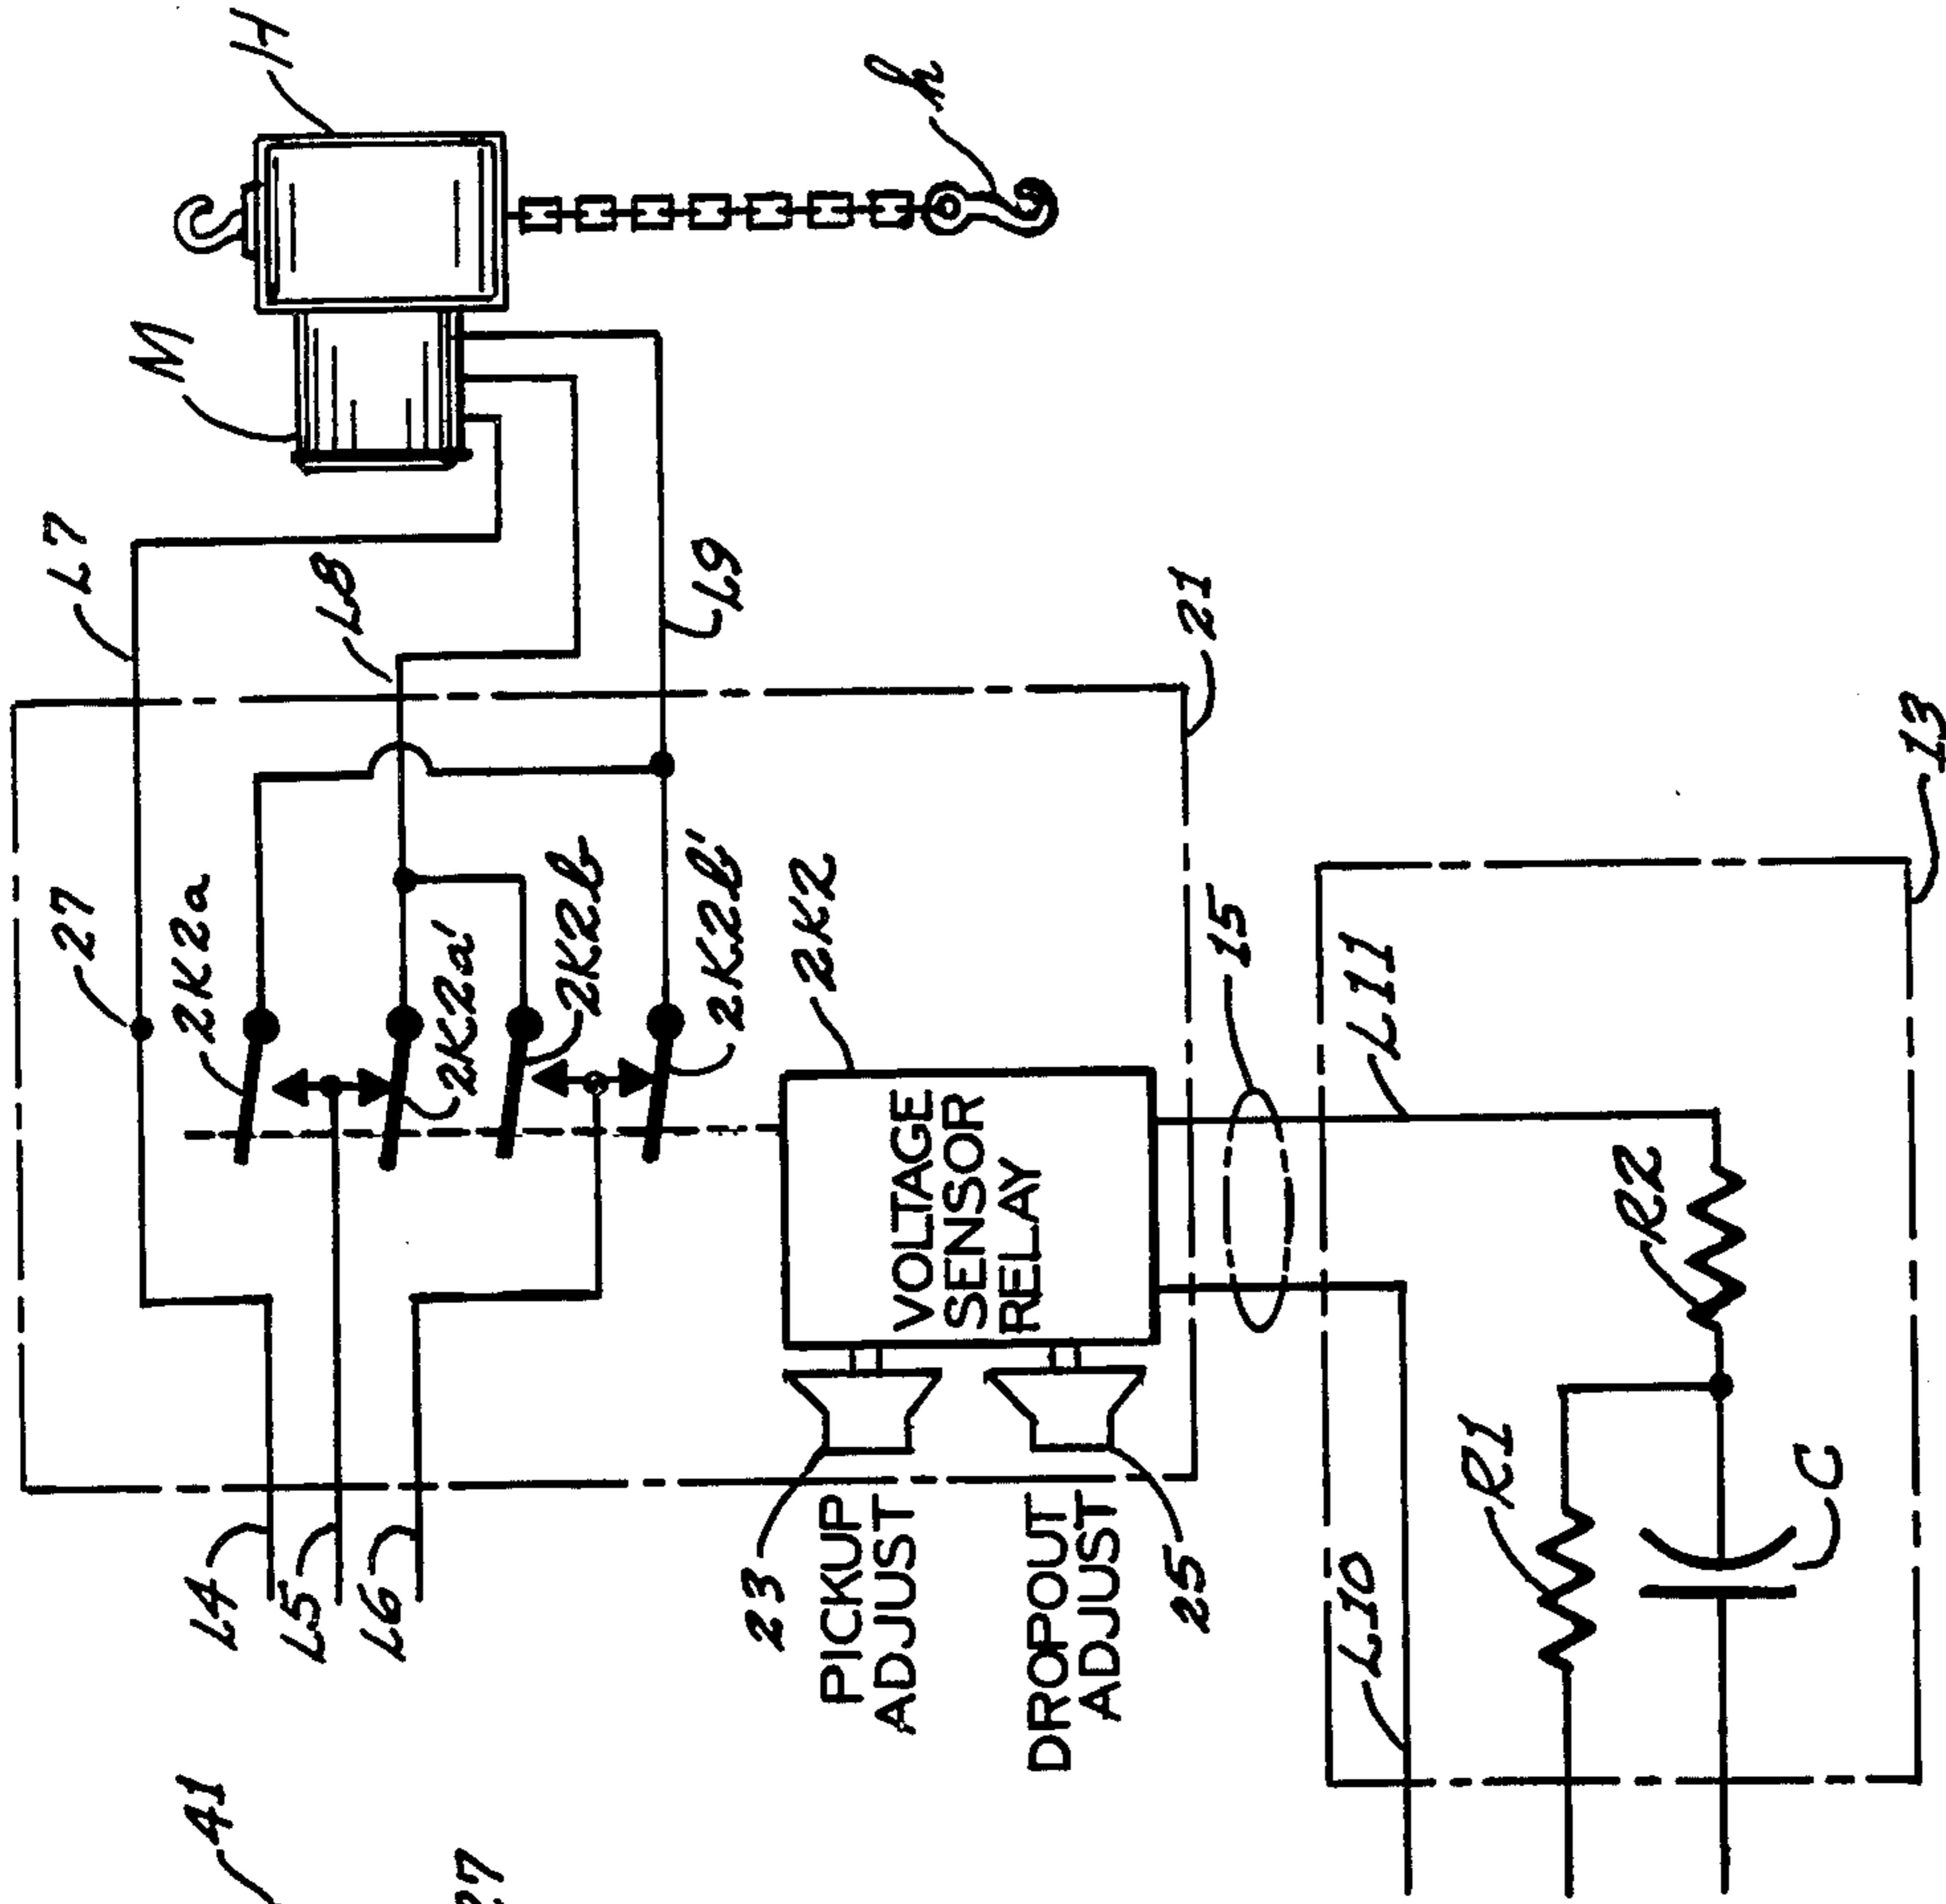 H
M
h
L7
L8
L9
27
2K2a
2K2a'
2K2b
2K2b'
2K2
21
15
L11
13
VOLTAGE
SENSOR
RELAY
L4
L5
L6
23
PICKUP
ADJUST
DROPOUT
ADJUST
25
R2
R1
C
L10
41
27